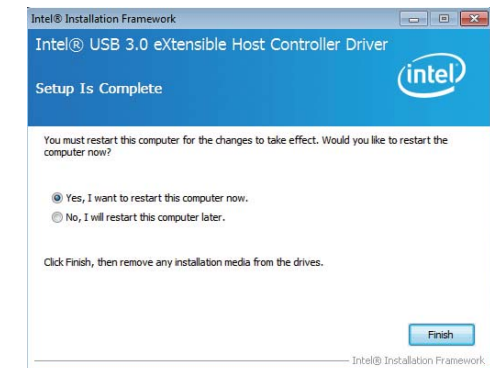 Intel® Installation Framework
Intel® USB 3.0 eXtensible Host Controller Driver
intel
Setup Is Complete
You must restart this computer for the changes to take effect. Would you like to restart the
computer now?
Yes, I want to restart this computer now.
No, I will restart this computer later.
Click Finish, then remove any installation media from the drives.
Finish
Intel® Installation Framework